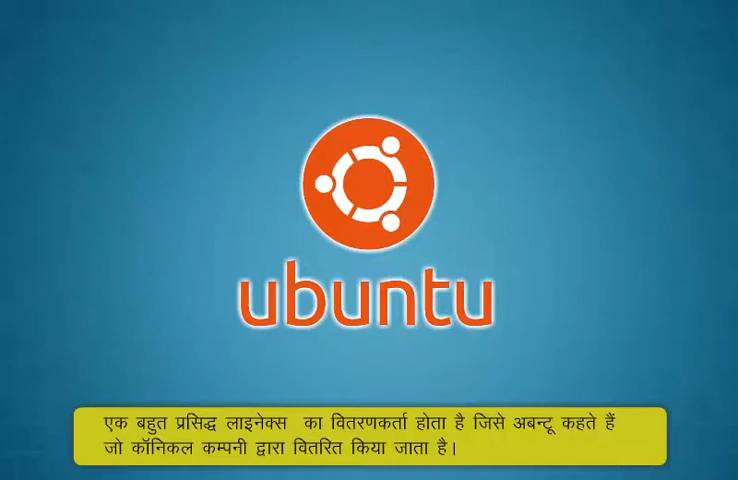 ubuntu
एक बहुत प्रसिद्ध लाइनेक्स का वितरणकर्ता होता है जिसे अबन्टू कहते हैं
जो कॉनिकल कम्पनी द्वारा वितरित किया जाता है।